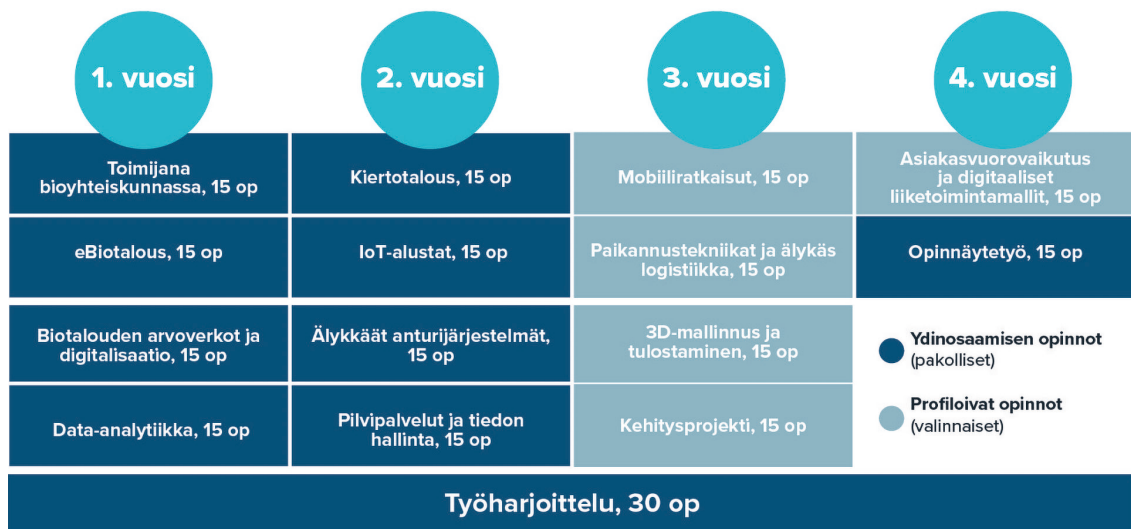 1. vuosi
2. vuosi
3. vuosi
4. vuosi
Toimijana
bioyhteiskunnassa, 15 op
Kiertotalous, 15 op
Mobiiliratkaisut, 15 op
Asiakasvuorovaikutus
ja digitaaliset
liiketoimintamallit, 15 op
eBiotalous, 15 op
IoT-alustat, 15 op
Paikannustekniikat ja älykäs
logistiikka, 15 op
Opinnäytetyö, 15 op
Biotalouden arvoverkot ja
digitalisaatio, 15 op
Älykkäät anturijärjestelmät,
15 op
3D-mallinnus ja
tulostaminen, 15 op
Ydinosaamisen opinnot
(pakolliset)
Data-analytiikka, 15 op
Pilvipalvelut ja tiedon
hallinta, 15 op
Kehitysprojekti, 15 op
Profiloivat opinnot
(valinnaiset)
Työharjoittelu, 30 op